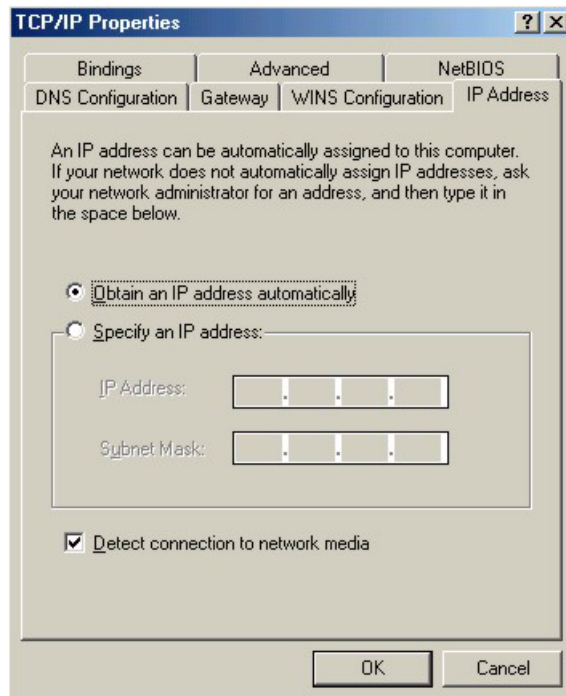 TCP/IP Properties
Bindings Advanced NetBIOS
DNS Configuration Gateway WINS Configuration IP Address
An IP address can be automatically assigned to this computer.
If your network does not automatically assign IP addresses, ask
your network administrator for an address, and then type it in
the space below.
Obtain an IP address automatically
Specify an IP address:
IP Address:
Subnet Mask:
Detect connection to network media
OK Cancel